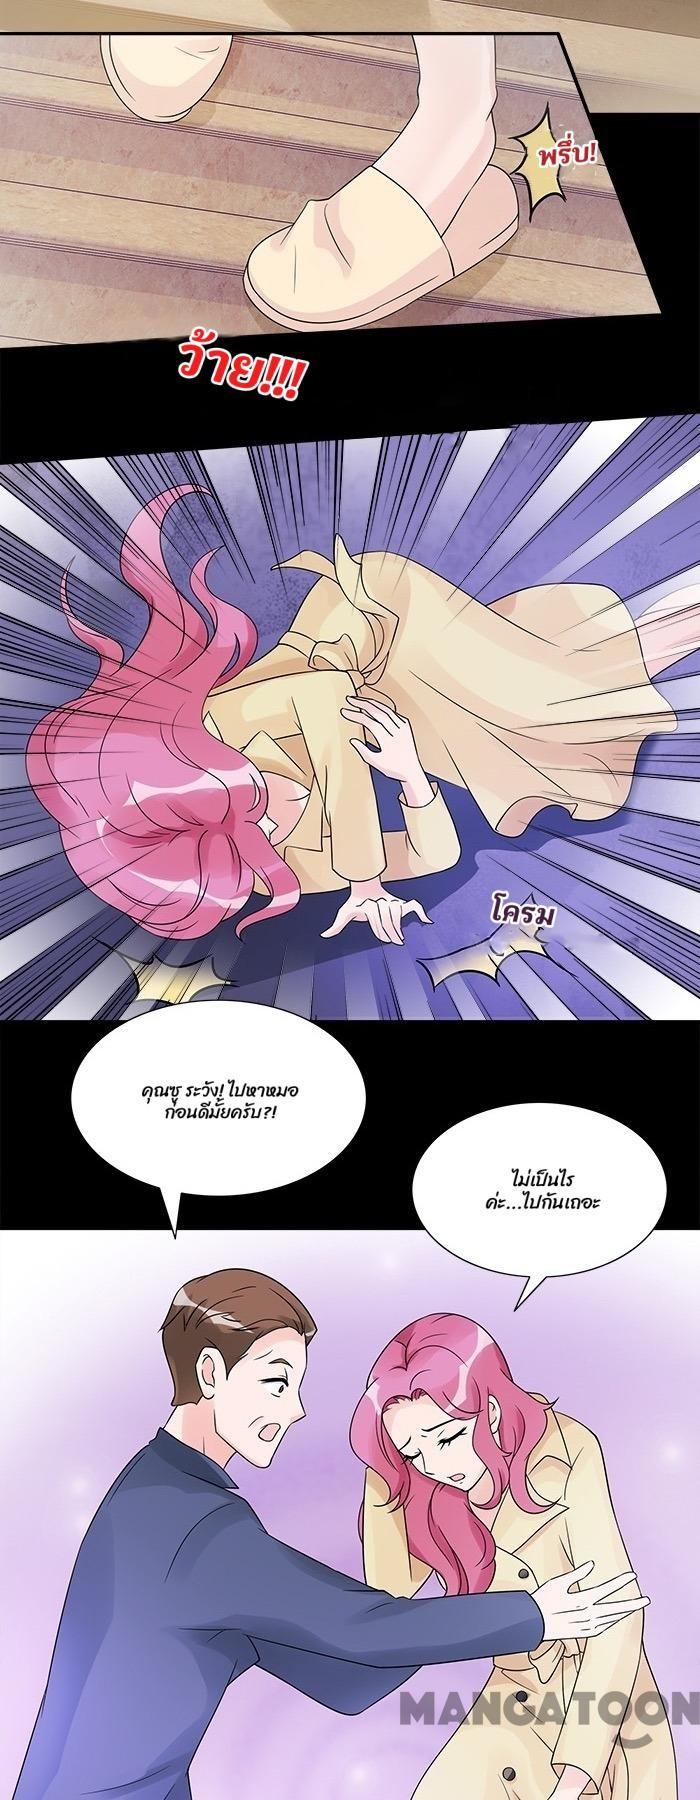 พรึ่บ!
ว้าย!!!
โครม
คุณซู ระวัง! ไปหาหมอ
ก่อนดีมั้ยครับ?!
ไม่เป็นไร
ค่ะ...ไปกันเถอะ
MANGATOON